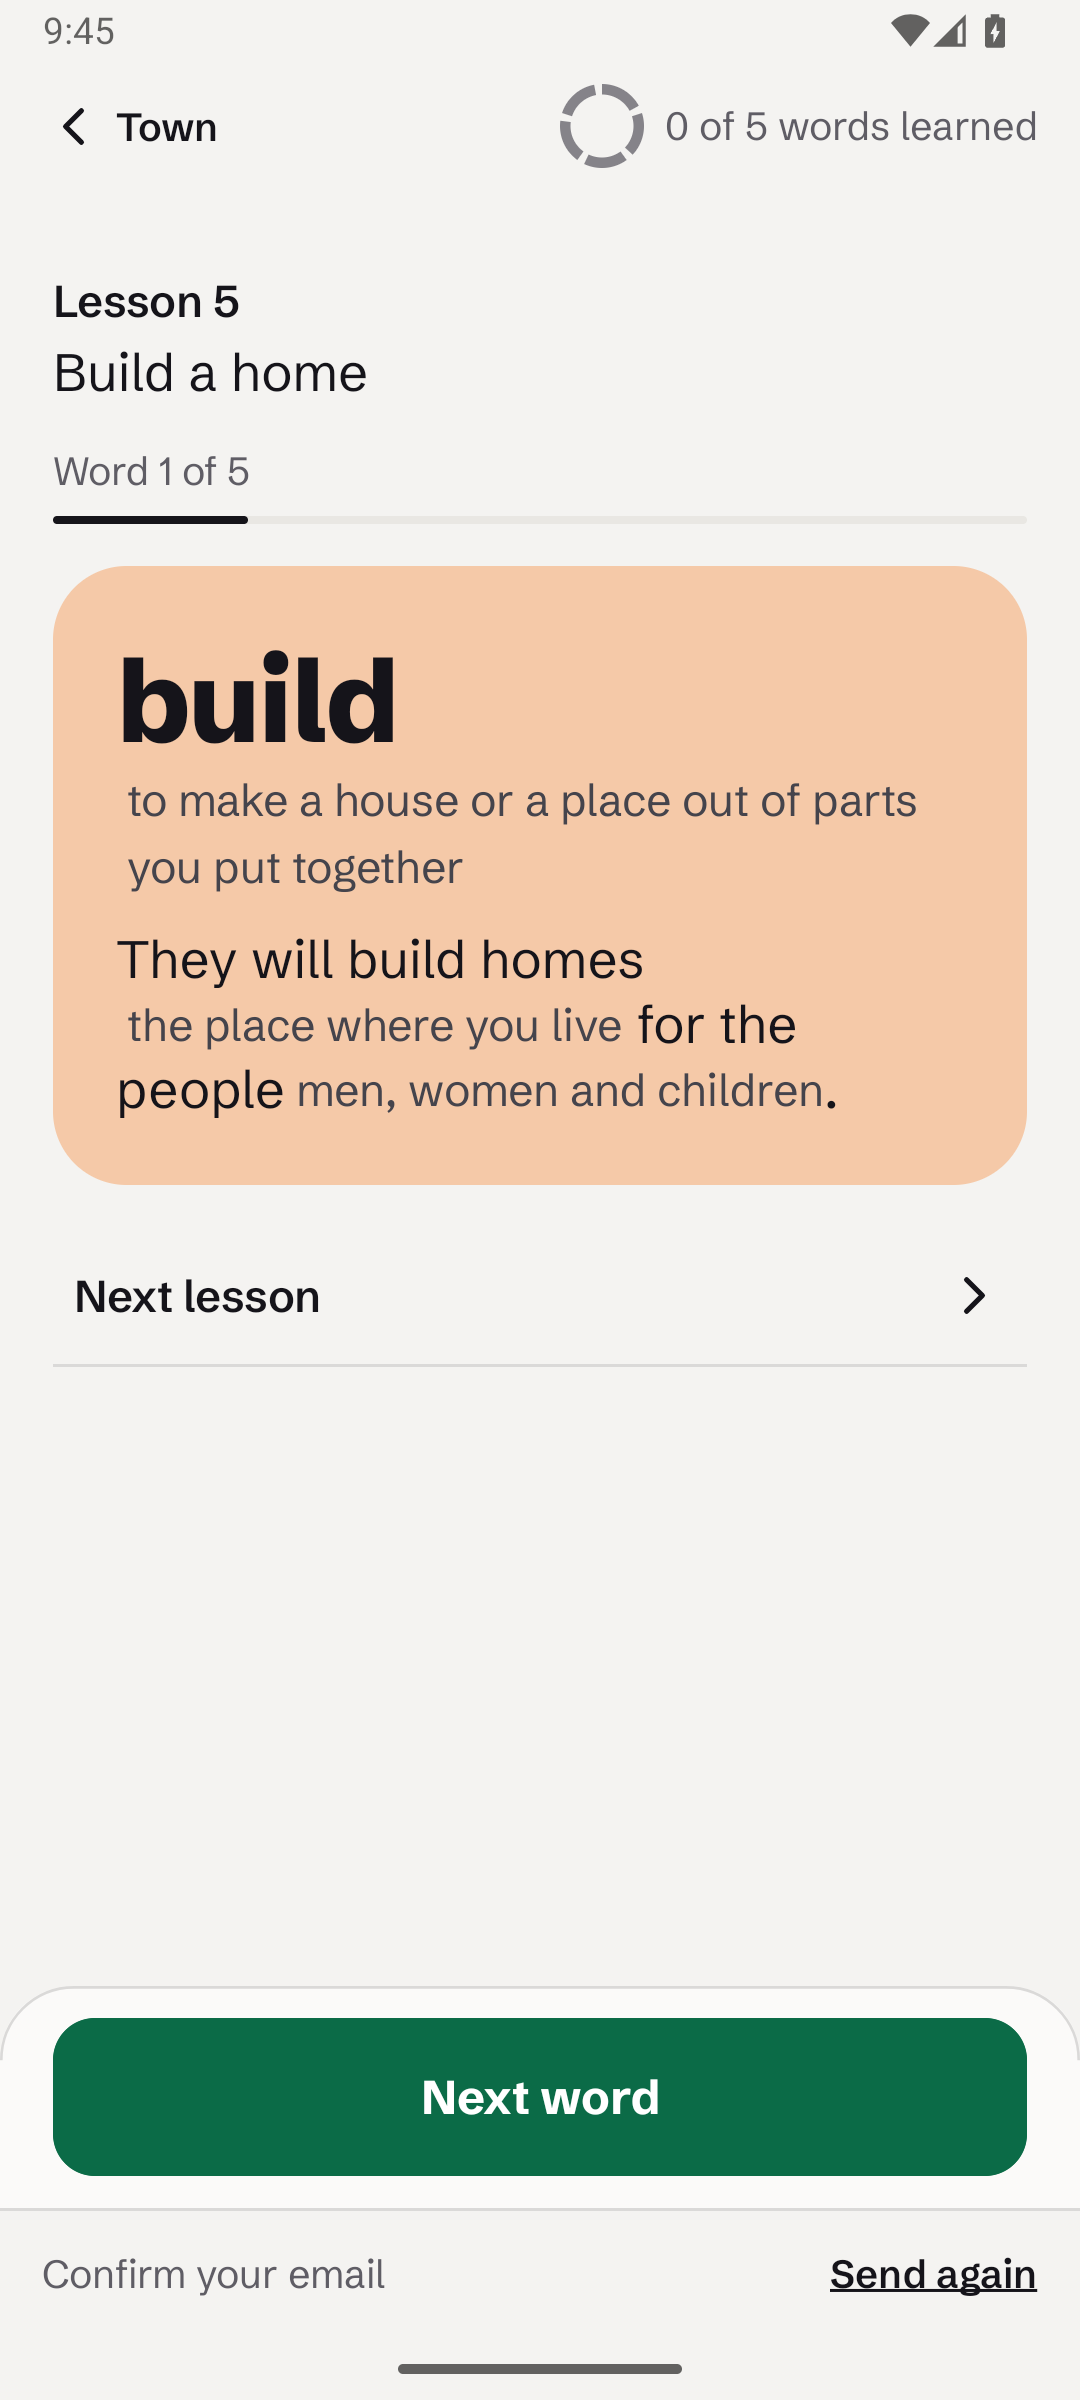 9:45
Town
0 of 5 words learned
Lesson 5
Build a home
Word 1 of 5
build
to make a house or a place out of parts
you put together
They will build homes
the place where you live for the
people men, women and children.
Next lesson
Next word
Confirm your email
Send again